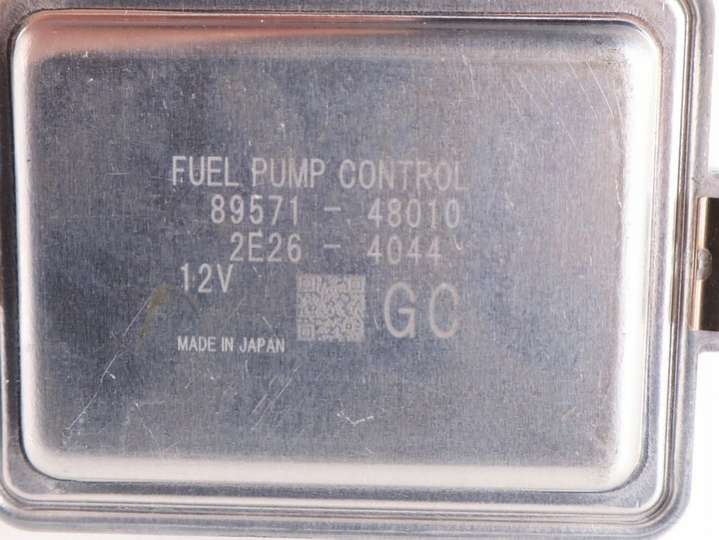 FUEL PUMP CONTROL
89571 - 48010
2E26 - 4044
12V
GC
MADE IN JAPAN